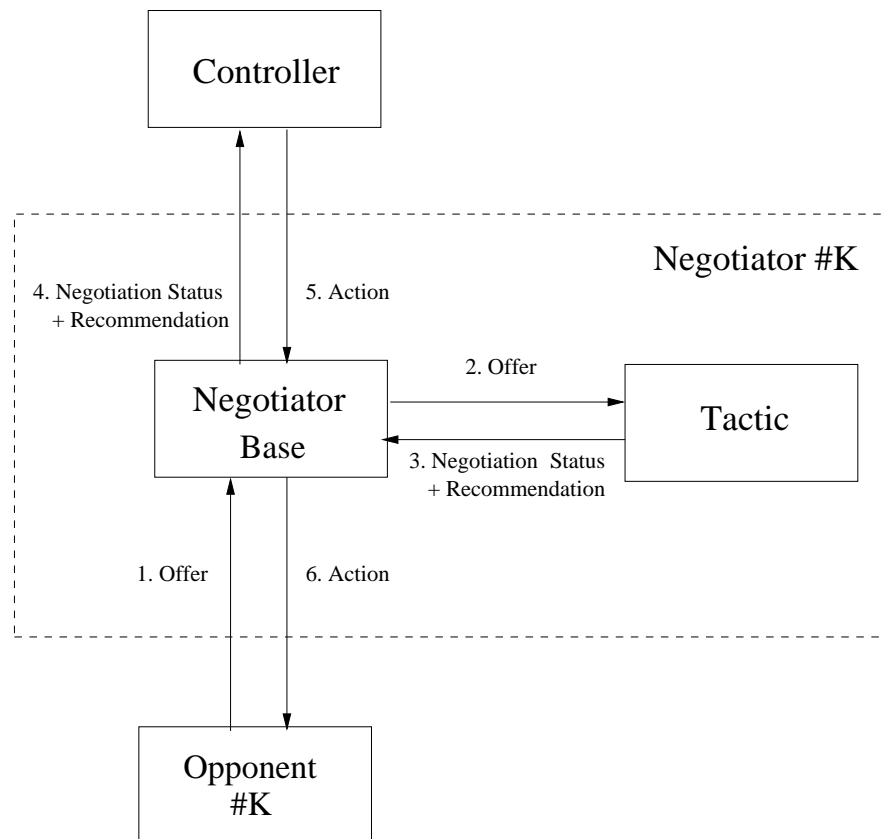 Controller
Negotiator #K
4. Negotiation Status
+ Recommendation
5. Action
Negotiator
Base
2. Offer
Tactic
3. Negotiation Status
+ Recommendation
1. Offer
6. Action
Opponent
#K